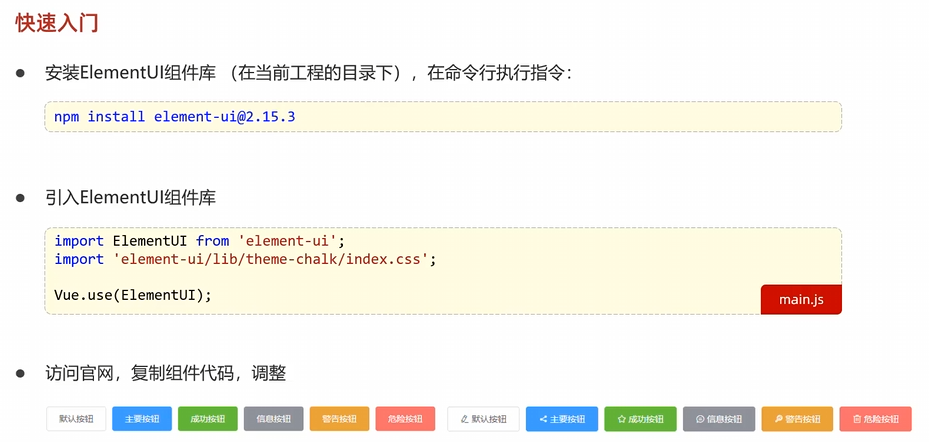 快速入门
安装ElementUI组件库 （在当前工程的目录下），在命令行执行指令：
npm install element-ui@2.15.3
引入ElementUI组件库
import ElementUI from 'element-ui';
import 'element-ui/lib/theme-chalk/index.css';
Vue.use(ElementUI);
main.js
访问官网，复制组件代码，调整
默认按钮 主要按钮 成功按钮 信息按钮 警告按钮 危险按钮 默认按钮 主要按钮 成功按钮 信息按钮 警告按钮 危险按钮